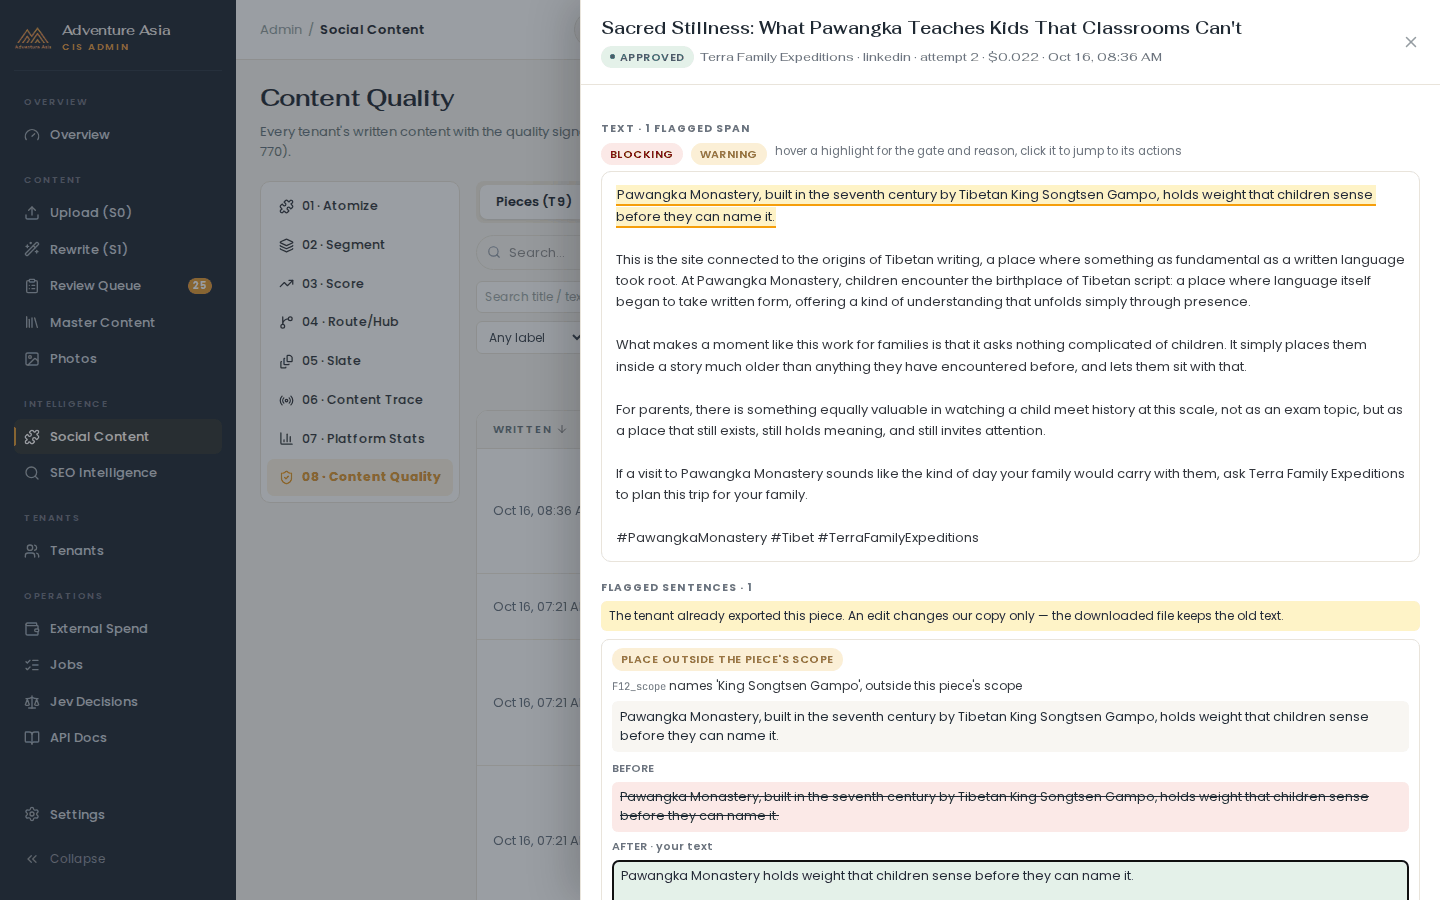 Adventure Asia
CIS ADMIN
Adventure Asia
OVERVIEW
Overview
CONTENT
Upload (S0)
Rewrite (S1)
Review Queue
25
Master Content
Photos
INTELLIGENCE
Social Content
SEO Intelligence
TENANTS
Tenants
OPERATIONS
External Spend
Jobs
Jev Decisions
API Docs
Settings
Collapse
Admin / Social Content
Content Quality
Every tenant's written content with the quality sign
770).
01 · Atomize
02 · Segment
03 · Score
04 · Route/Hub
05 · Slate
06 · Content Trace
07 · Platform Stats
08 · Content Quality
Pieces (T9)
Search...
Search title / tex
Any label
WRITTEN
Oct 16, 08:36 A
Oct 16, 07:21 A
Oct 16, 07:21 A
Oct 16, 07:21 A
Sacred Stillness: What Pawangka Teaches Kids That Classrooms Can't
APPROVED
Terra Family Expeditions · linkedin · attempt 2 · $0.022 · Oct 16, 08:36 AM
TEXT · 1 FLAGGED SPAN
BLOCKING
WARNING
hover a highlight for the gate and reason, click it to jump to its actions
Pawangka Monastery, built in the seventh century by Tibetan King Songtsen Gampo, holds weight that children sense
before they can name it.
This is the site connected to the origins of Tibetan writing, a place where something as fundamental as a written language
took root. At Pawangka Monastery, children encounter the birthplace of Tibetan script: a place where language itself
began to take written form, offering a kind of understanding that unfolds simply through presence.
What makes a moment like this work for families is that it asks nothing complicated of children. It simply places them
inside a story much older than anything they have encountered before, and lets them sit with that.
For parents, there is something equally valuable in watching a child meet history at this scale, not as an exam topic, but as
a place that still exists, still holds meaning, and still invites attention.
If a visit to Pawangka Monastery sounds like the kind of day your family would carry with them, ask Terra Family Expeditions
to plan this trip for your family.
#PawangkaMonastery #Tibet #TerraFamilyExpeditions
FLAGGED SENTENCES · 1
The tenant already exported this piece. An edit changes our copy only — the downloaded file keeps the old text.
PLACE OUTSIDE THE PIECE'S SCOPE
F12_scope names 'King Songtsen Gampo', outside this piece's scope
Pawangka Monastery, built in the seventh century by Tibetan King Songtsen Gampo, holds weight that children sense
before they can name it.
BEFORE
Pawangka Monastery, built in the seventh century by Tibetan King Songtsen Gampo, holds weight that children sense
before they can name it.
AFTER · your text
Pawangka Monastery holds weight that children sense before they can name it.